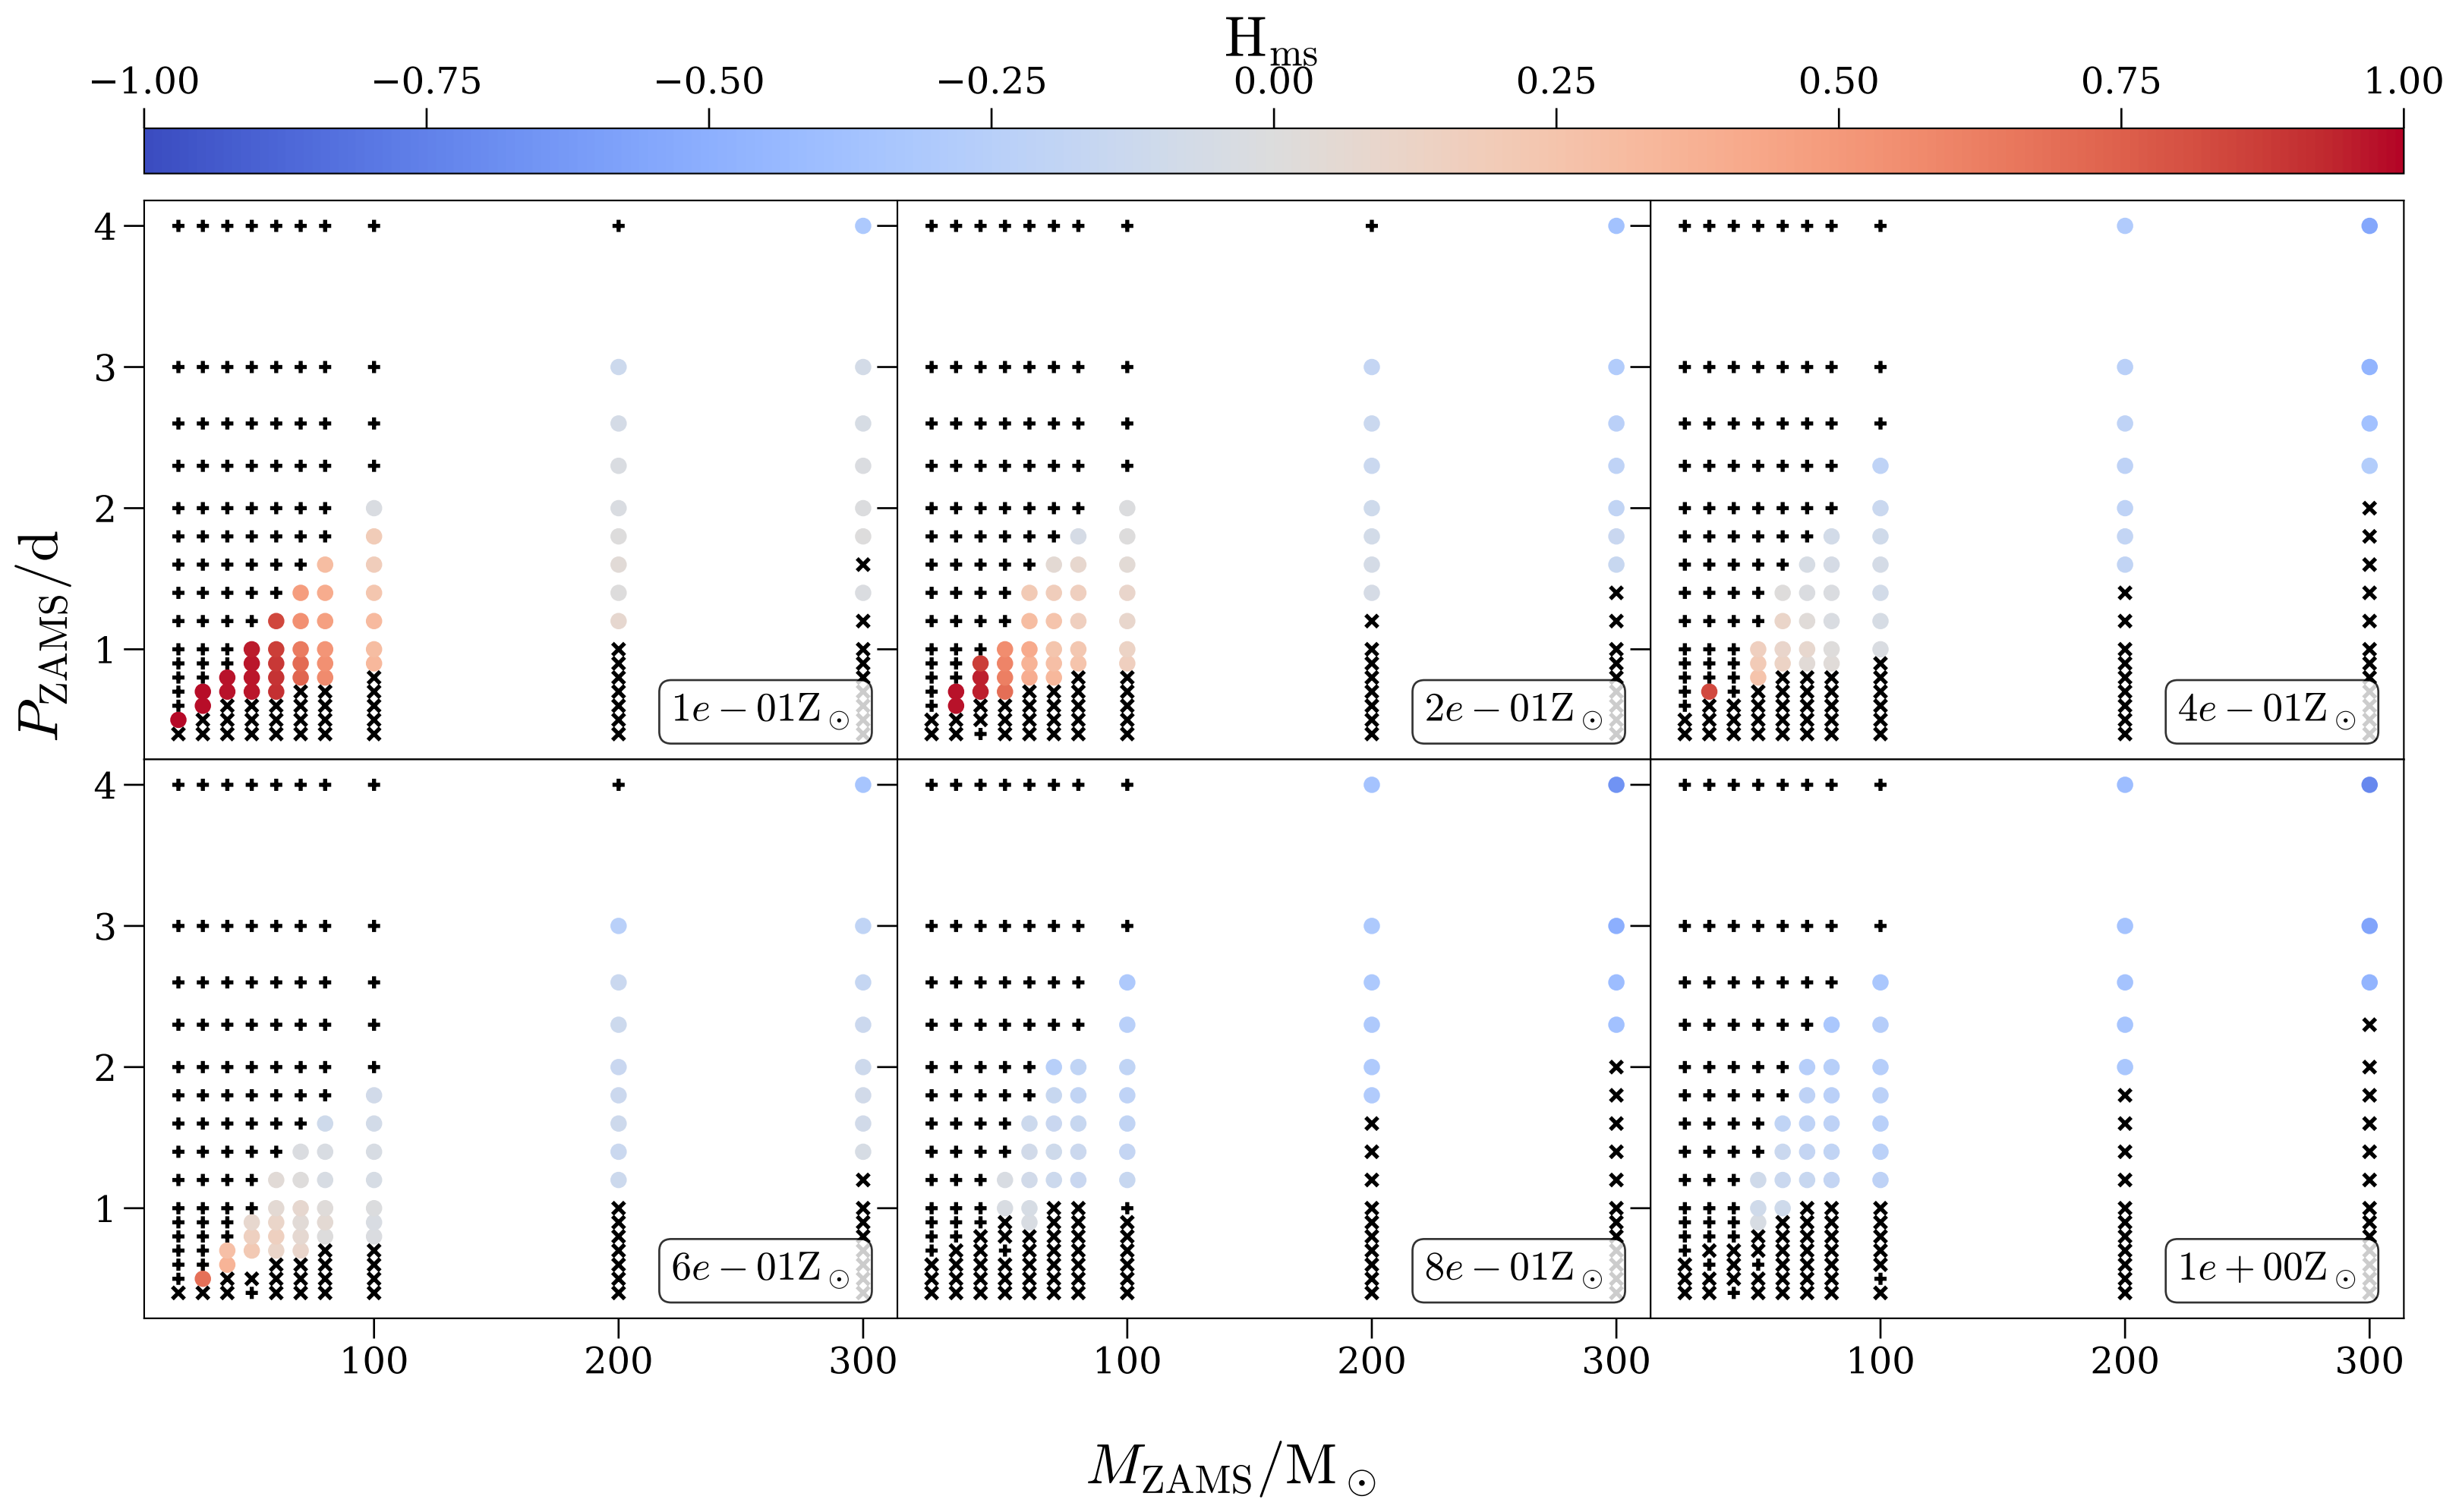 H_ms
−1.00 −0.75 −0.50 −0.25 0.00 0.25 0.50 0.75 1.00
4
3
2
1
P_ZAMS/d
1e − 01Z⊙ 2e − 01Z⊙ 4e − 01Z⊙
4
3
2
1
6e − 01Z⊙ 8e − 01Z⊙ 1e + 00Z⊙
100 200 300 100 200 300 100 200 300
M_ZAMS/M⊙